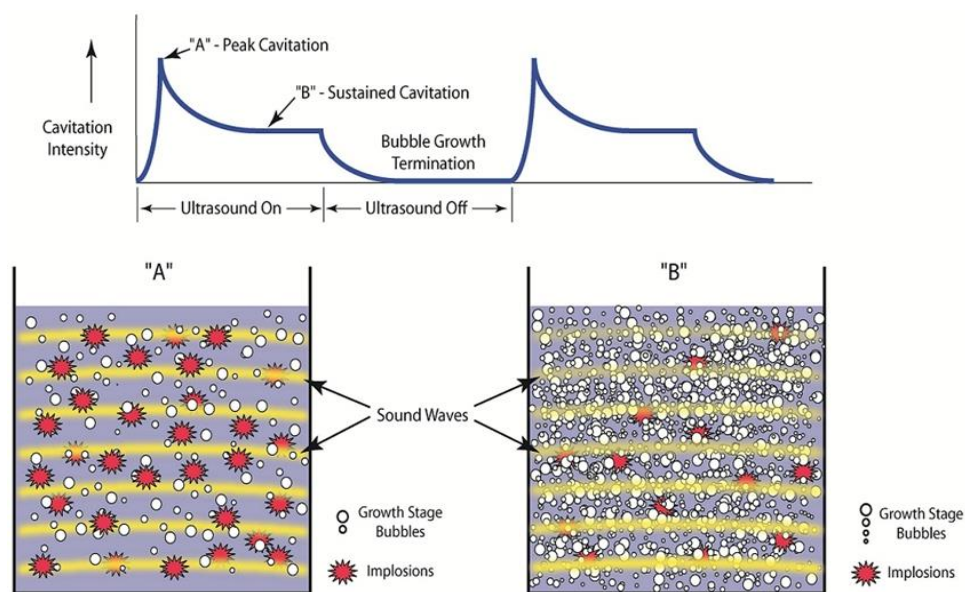 "A" - Peak Cavitation
"B" - Sustained Cavitation
Cavitation
Intensity
Bubble Growth
Termination
Ultrasound On
Ultrasound Off
"A"
"B"
Sound Waves
Growth Stage
Bubbles
Implosions
Growth Stage
Bubbles
Implosions